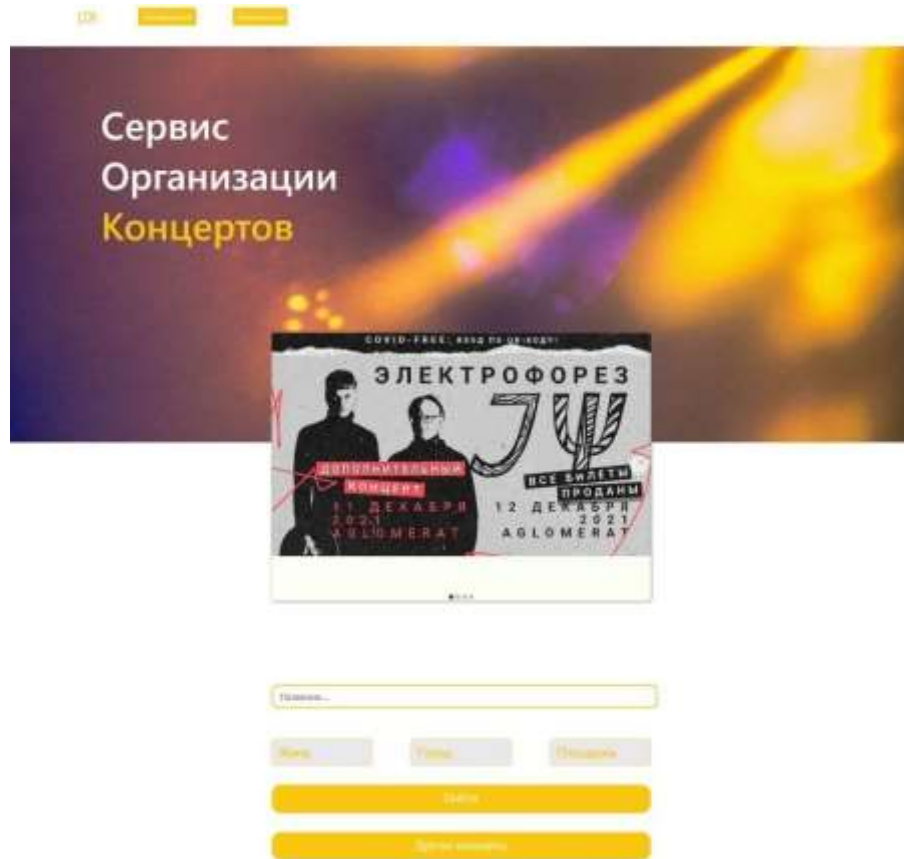 Сервис
Организации
Концертов
COVID-FREE: ВХОД ПО QR-КОДУ!
ЭЛЕКТРОФОРЕЗ
ДОПОЛНИТЕЛЬНЫЙ
КОНЦЕРТ
11 ДЕКАБРЯ
2021
AGLOMERAT
ВСЕ БИЛЕТЫ
ПРОДАНЫ
12 ДЕКАБРЯ
2021
AGLOMERAT
Жанр
Город
Площадка
Найти